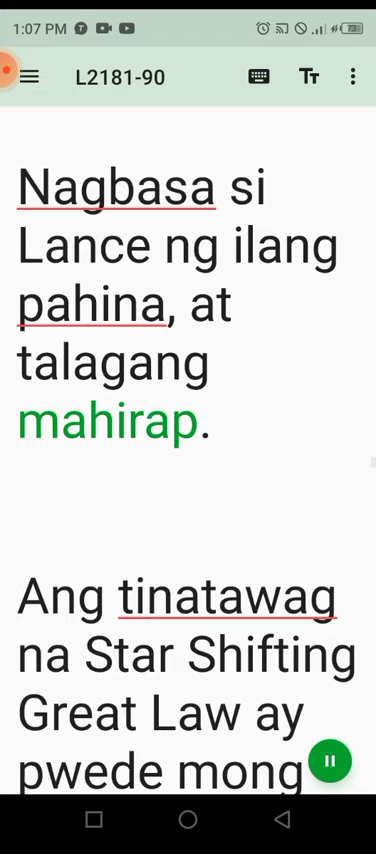 1:07 PM
L2181-90
Nagbasa si
Lance ng ilang
pahina, at
talagang
mahirap.
Ang tinatawag
na Star Shifting
Great Law ay
pwede mong